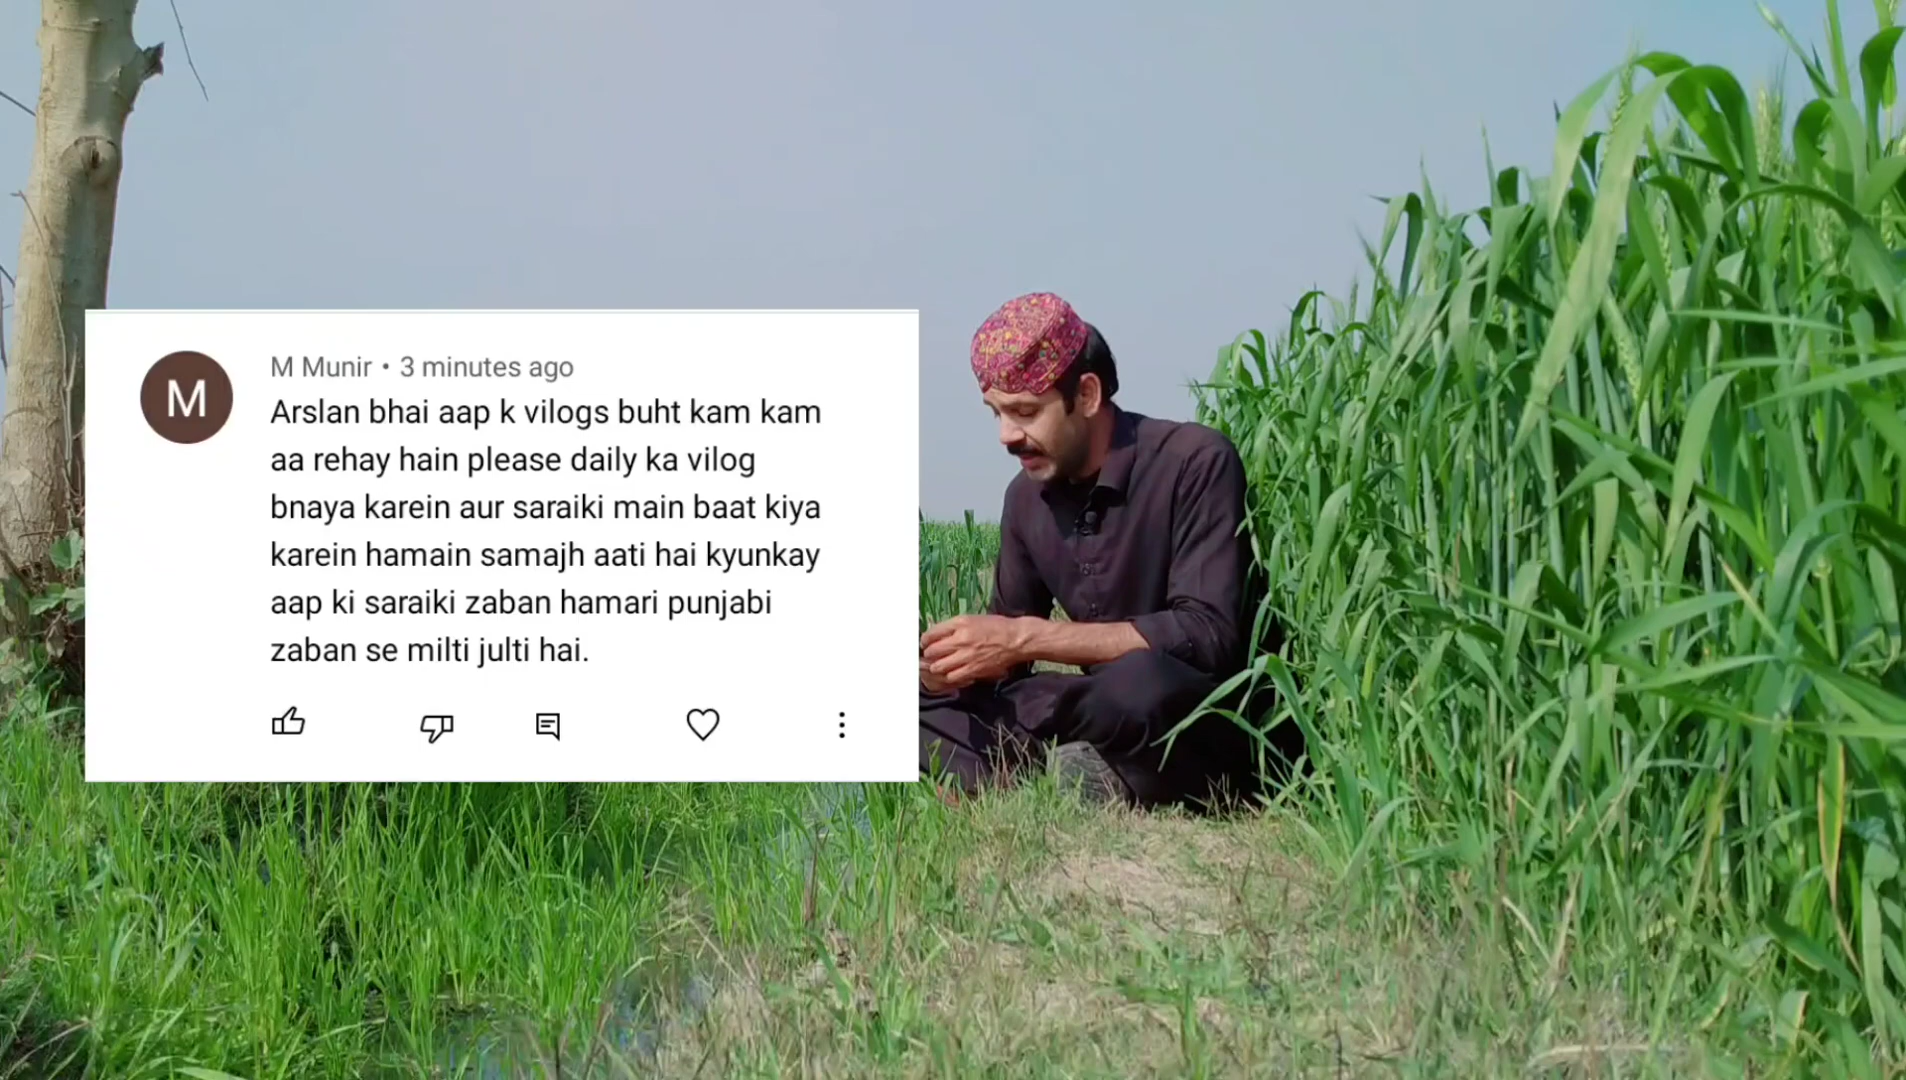 M
M Munir • 3 minutes ago
Arslan bhai aap k vilogs buht kam kam
aa rehay hain please daily ka vilog
bnaya karein aur saraiki main baat kiya
karein hamain samajh aati hai kyunkay
aap ki saraiki zaban hamari punjabi
zaban se milti julti hai.